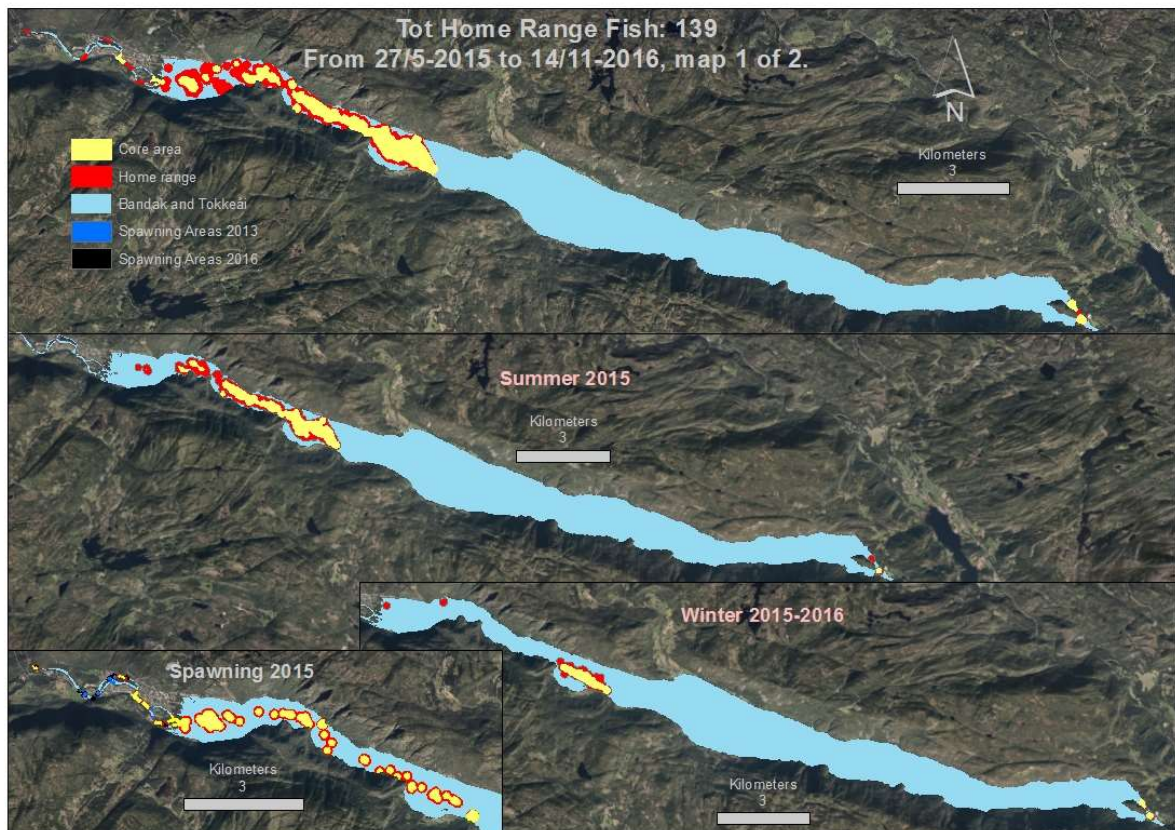 Tot Home Range Fish: 139
From 27/5-2015 to 14/11-2016, map 1 of 2.
N
Kilometers
3
Core area
Home range
Bandak and Tokkeåi
Spawning Areas 2013
Spawning Areas 2016
Summer 2015
Kilometers
3
Winter 2015-2016
Kilometers
3
Spawning 2015
Kilometers
3